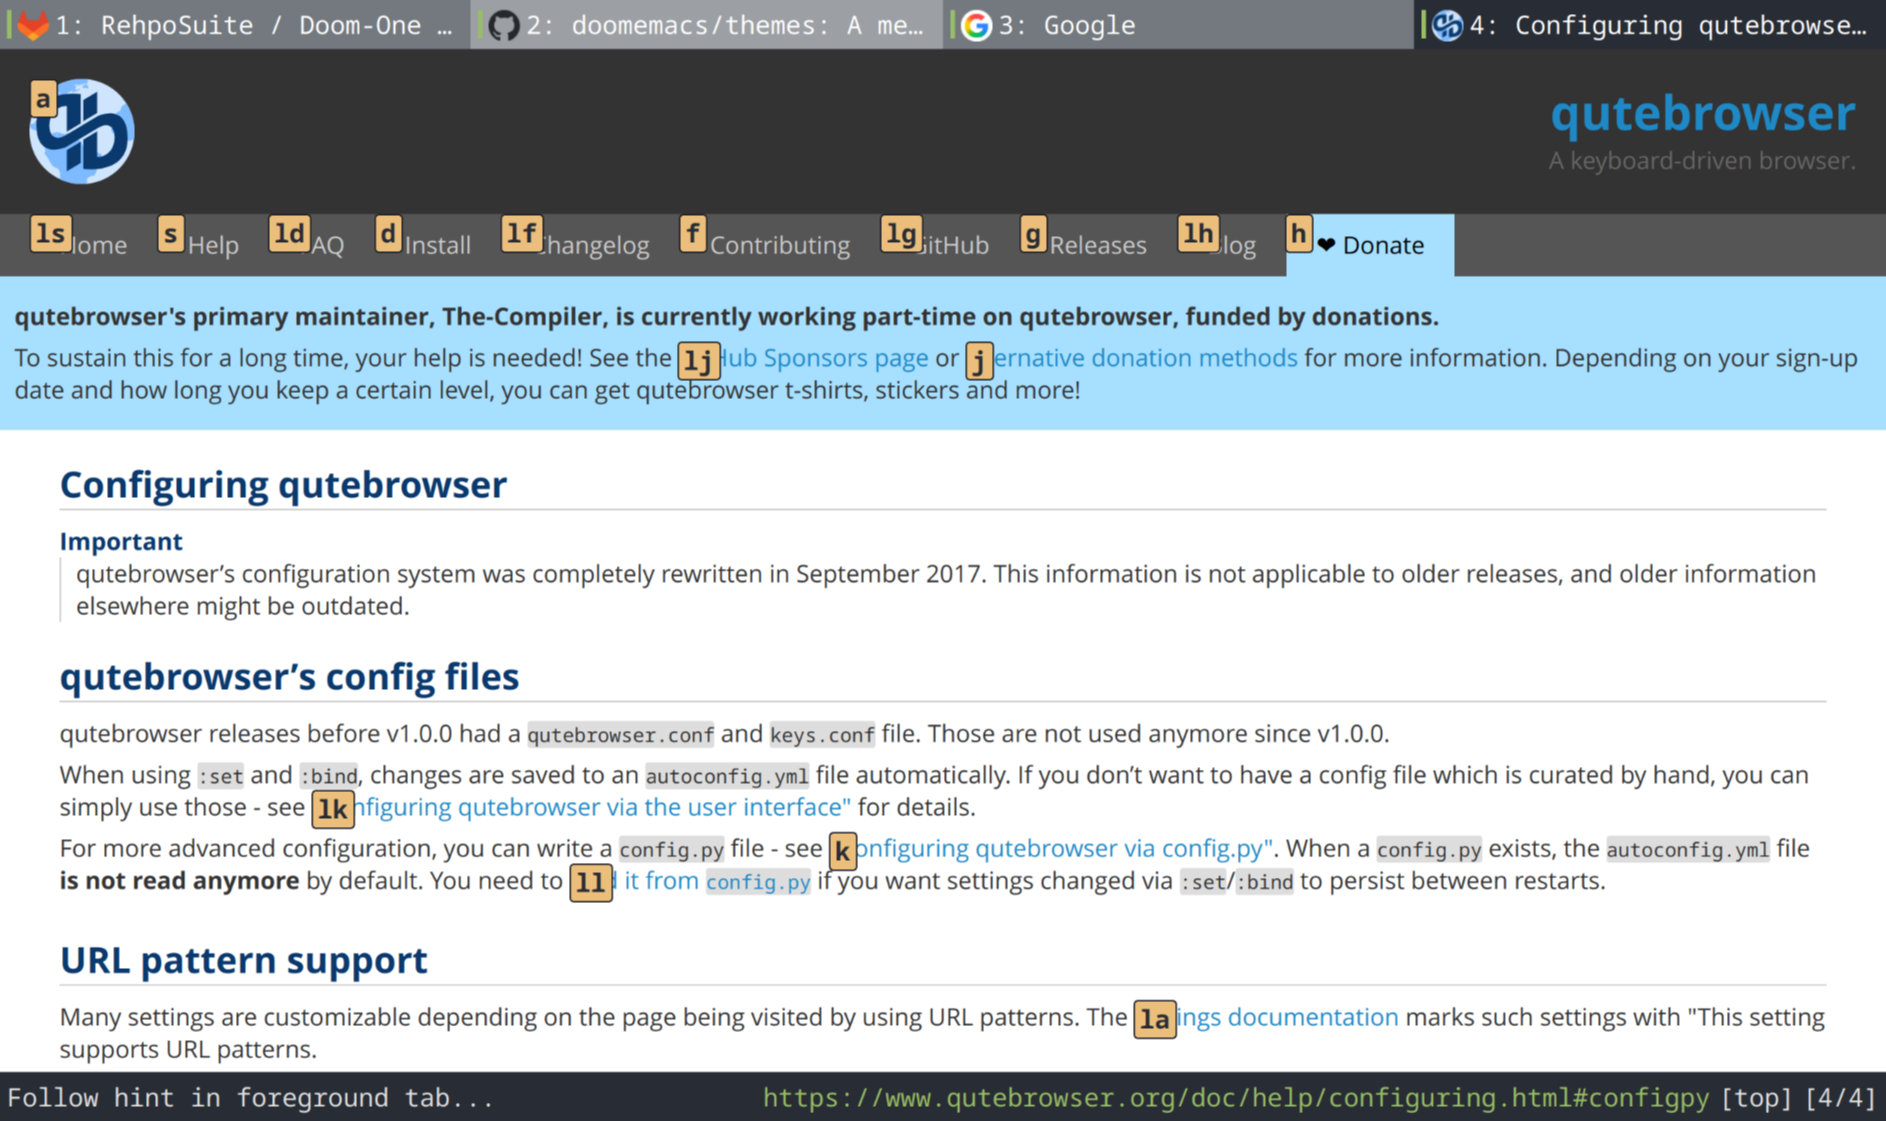 1: RehpoSuite / Doom-One … 2: doomemacs/themes: A me… 3: Google 4: Configuring qutebrowse…
a
qutebrowser
A keyboard-driven browser.
ls ome s Help ld AQ d Install lf hangelog f Contributing lg itHub g Releases lh log h ❤ Donate
qutebrowser's primary maintainer, The-Compiler, is currently working part-time on qutebrowser, funded by donations.
To sustain this for a long time, your help is needed! See the lj Hub Sponsors page or j ernative donation methods for more information. Depending on your sign-up
date and how long you keep a certain level, you can get qutebrowser t-shirts, stickers and more!
Configuring qutebrowser
Important
qutebrowser’s configuration system was completely rewritten in September 2017. This information is not applicable to older releases, and older information
elsewhere might be outdated.
qutebrowser’s config files
qutebrowser releases before v1.0.0 had a qutebrowser.conf and keys.conf file. Those are not used anymore since v1.0.0.
When using :set and :bind, changes are saved to an autoconfig.yml file automatically. If you don’t want to have a config file which is curated by hand, you can
simply use those - see lk nfiguring qutebrowser via the user interface" for details.
For more advanced configuration, you can write a config.py file - see k onfiguring qutebrowser via config.py". When a config.py exists, the autoconfig.yml file
is not read anymore by default. You need to ll it from config.py if you want settings changed via :set/:bind to persist between restarts.
URL pattern support
Many settings are customizable depending on the page being visited by using URL patterns. The la ings documentation marks such settings with "This setting
supports URL patterns.
Follow hint in foreground tab... https://www.qutebrowser.org/doc/help/configuring.html#configpy [top] [4/4]